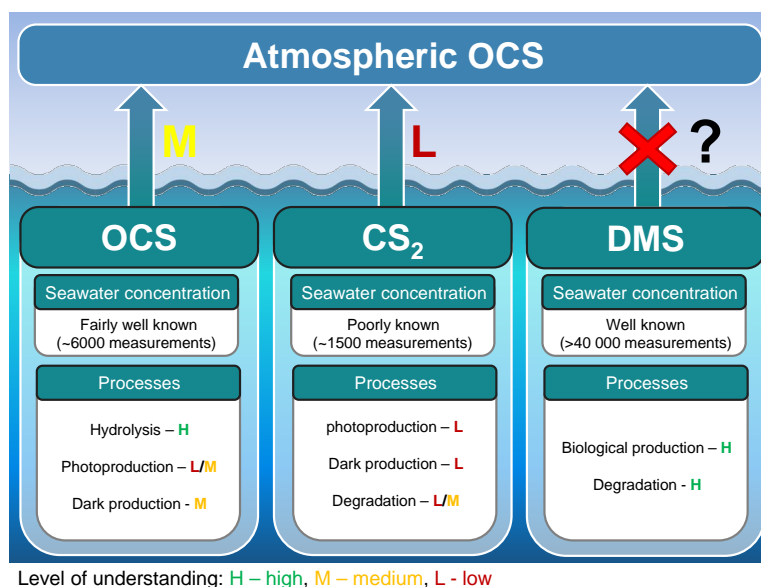 Atmospheric OCS
M
L
?
OCS
Seawater concentration
Fairly well known
(~6000 measurements)
Processes
Hydrolysis – H
Photoproduction – L/M
Dark production - M
CS₂
Seawater concentration
Poorly known
(~1500 measurements)
Processes
photoproduction – L
Dark production – L
Degradation – L/M
DMS
Seawater concentration
Well known
(>40 000 measurements)
Processes
Biological production – H
Degradation - H
Level of understanding: H – high, M – medium, L - low